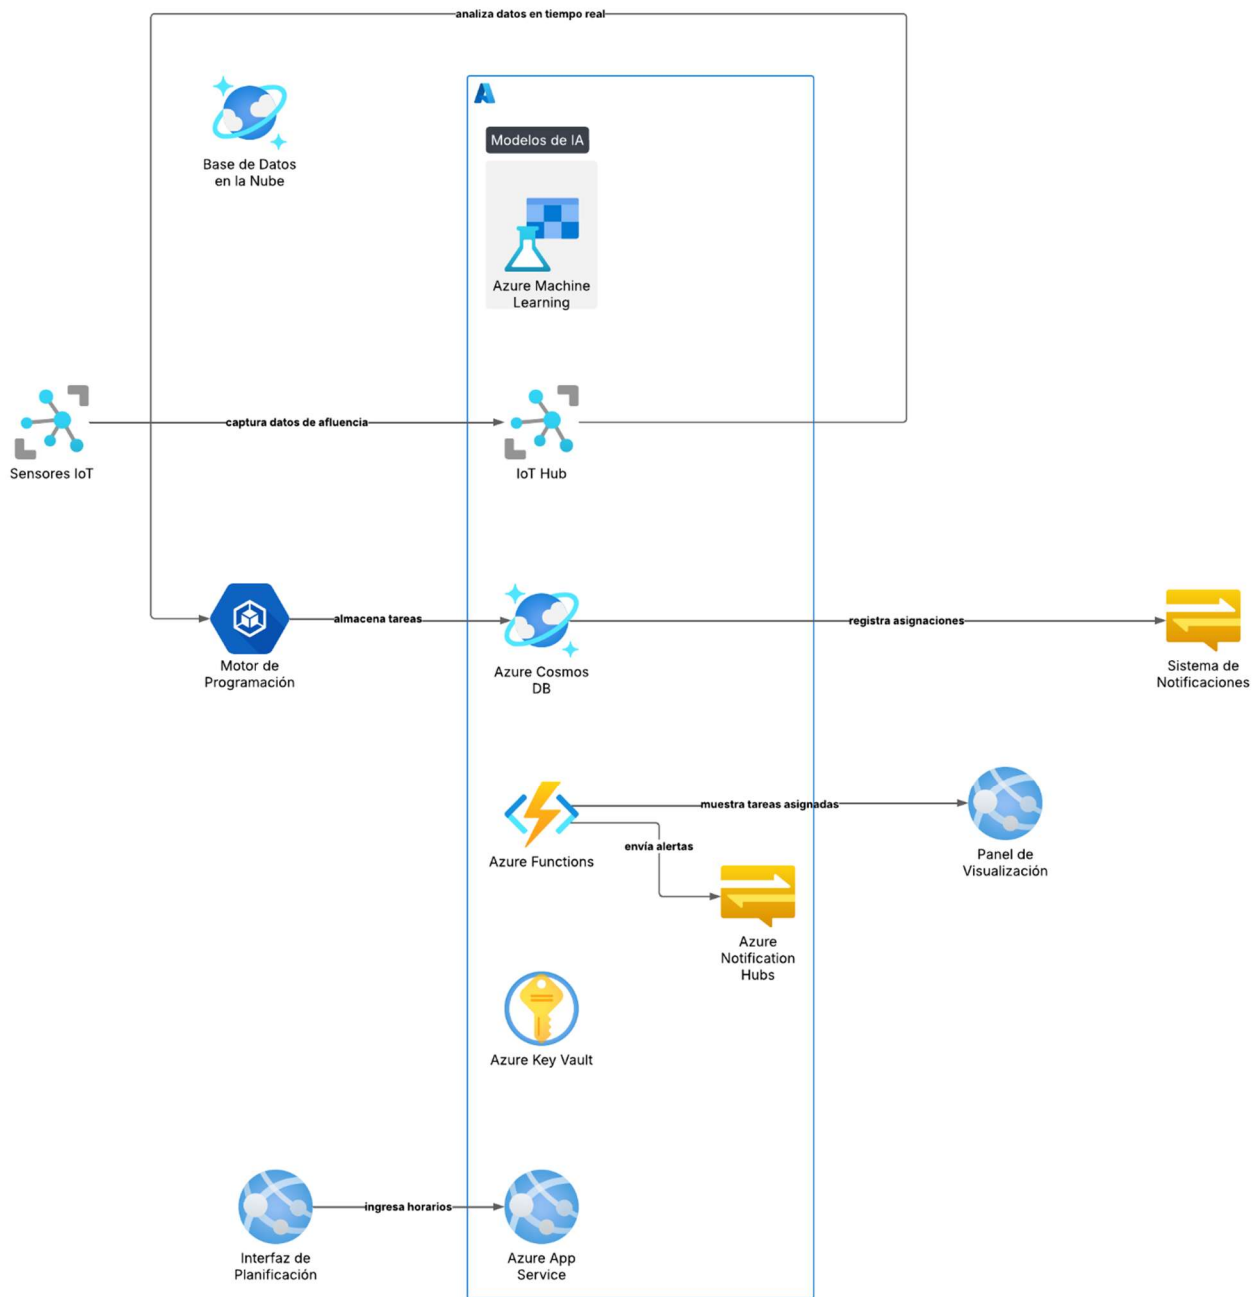 analiza datos en tiempo real
Base de Datos
en la Nube
Modelos de IA
Azure Machine
Learning
captura datos de afluencia
Sensores IoT
IoT Hub
almacena tareas
registra asignaciones
Motor de
Programación
Azure Cosmos
DB
Sistema de
Notificaciones
muestra tareas asignadas
envía alertas
Azure Functions
Panel de
Visualización
Azure
Notification
Hubs
Azure Key Vault
ingresa horarios
Interfaz de
Planificación
Azure App
Service